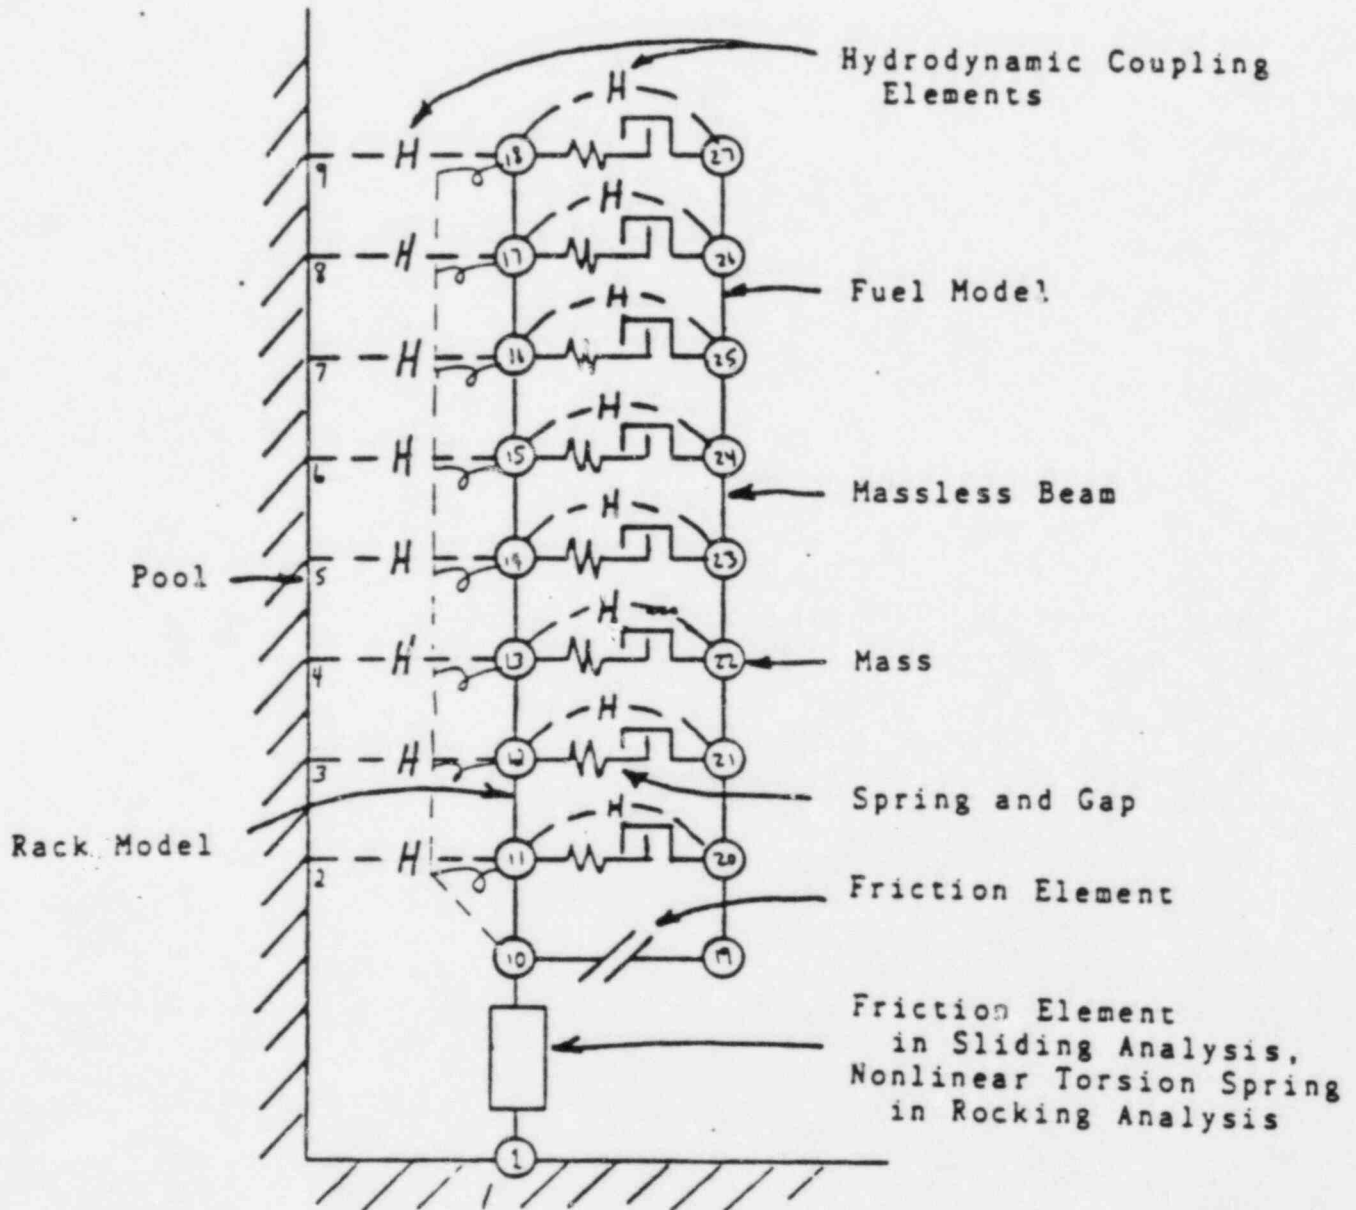 Hydrodynamic Coupling
Elements
H
9 H 18 27
H
8 H 17 26
Fuel Model
H
7 H 16 25
H
6 H 15 24
Massless Beam
H
5 H 14 23
Pool
H
4 H 13 22
Mass
H
3 H 12 21
Spring and Gap
H
Rack Model
2 H 11 20
Friction Element
10 19
Friction Element
in Sliding Analysis,
Nonlinear Torsion Spring
in Rocking Analysis
1